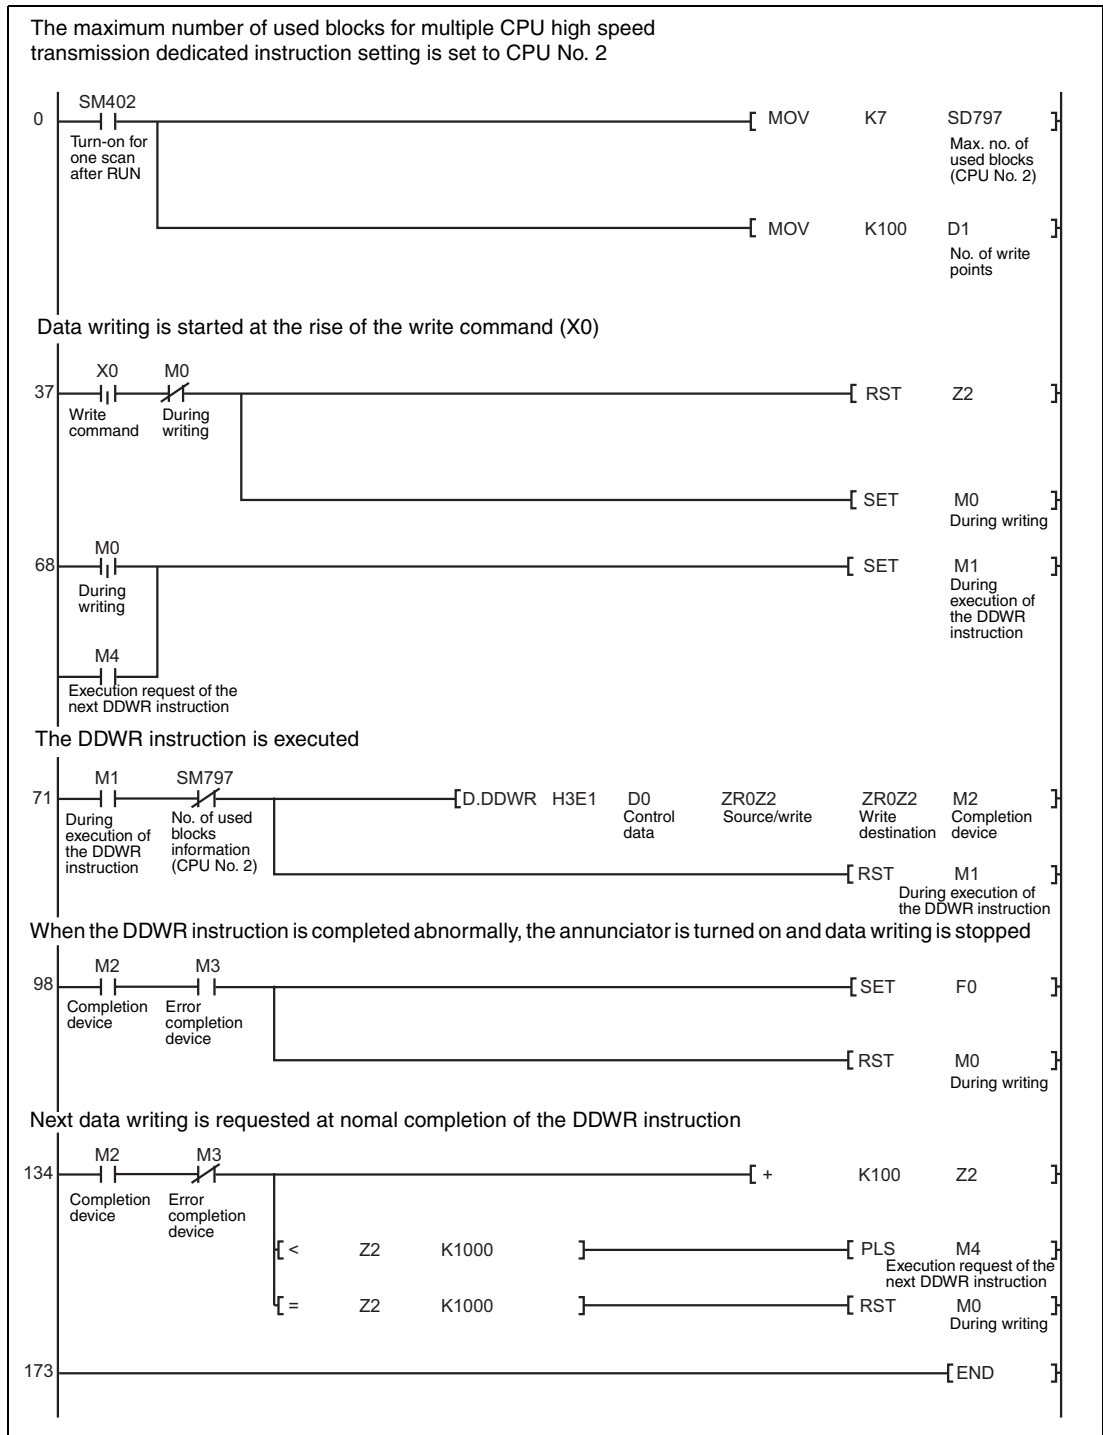 The maximum number of used blocks for multiple CPU high speed
transmission dedicated instruction setting is set to CPU No. 2
SM402
0 [ MOV K7 SD797 ]
Turn-on for
one scan
after RUN
Max. no. of
used blocks
(CPU No. 2)
[ MOV K100 D1 ]
No. of write
points
Data writing is started at the rise of the write command (X0)
X0 M0
37 [ RST Z2 ]
Write During
command writing
[ SET M0 ]
During writing
M0
68 [ SET M1 ]
During
writing
During
execution of
the DDWR
instruction
M4
Execution request of the
next DDWR instruction
The DDWR instruction is executed
M1 SM797
71 [ D.DDWR H3E1 D0 ZR0Z2 ZR0Z2 M2 ]
Control Source/write Write Completion
data destination device
During
execution of
the DDWR
instruction
No. of used
blocks
information
(CPU No. 2)
[ RST M1 ]
During execution of
the DDWR instruction
When the DDWR instruction is completed abnormally, the annunciator is turned on and data writing is stopped
M2 M3
98 [ SET F0 ]
Completion
device
Error
completion
device
[ RST M0 ]
During writing
Next data writing is requested at nomal completion of the DDWR instruction
M2 M3
134 [ + K100 Z2 ]
Completion
device
Error
completion
device
[ < Z2 K1000 ] [ PLS M4 ]
Execution request of the
next DDWR instruction
[ = Z2 K1000 ] [ RST M0 ]
During writing
173 [ END ]